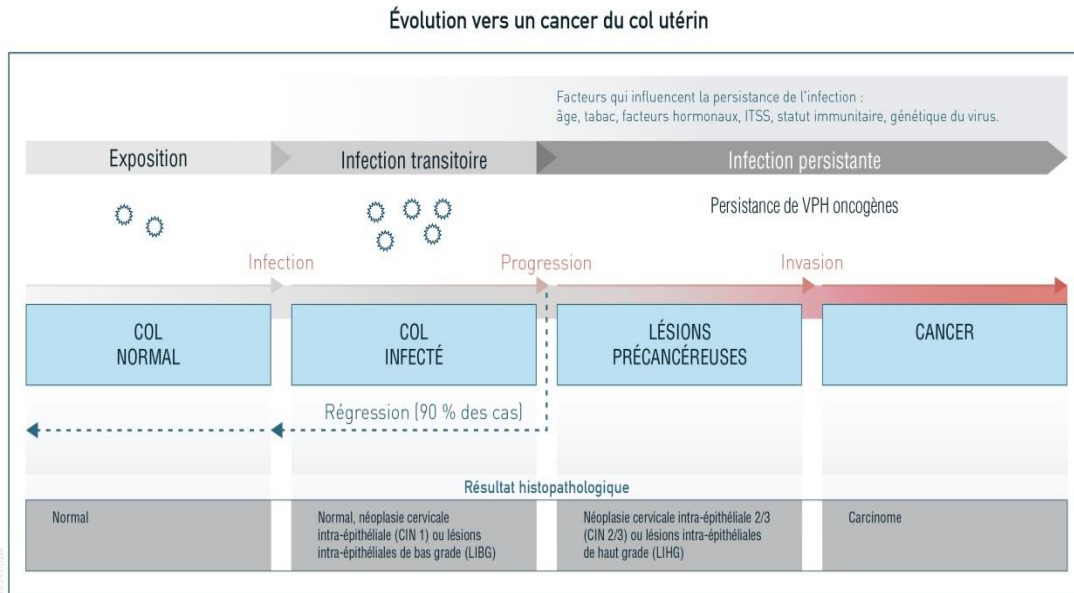 Évolution vers un cancer du col utérin
Facteurs qui influencent la persistance de l'infection :
âge, tabac, facteurs hormonaux, ITSS, statut immunitaire, génétique du virus.
Exposition
Infection transitoire
Infection persistante
Persistance de VPH oncogènes
Infection
Progression
Invasion
COL
NORMAL
COL
INFECTÉ
LÉSIONS
PRÉCANCÉREUSES
CANCER
Régression (90 % des cas)
Résultat histopathologique
Normal
Normal, néoplasie cervicale
intra-épithéliale (CIN 1) ou lésions
intra-épithéliales de bas grade (LIBG)
Néoplasie cervicale intra-épithéliale 2/3
(CIN 2/3) ou lésions intra-épithéliales
de haut grade (LIHG)
Carcinome